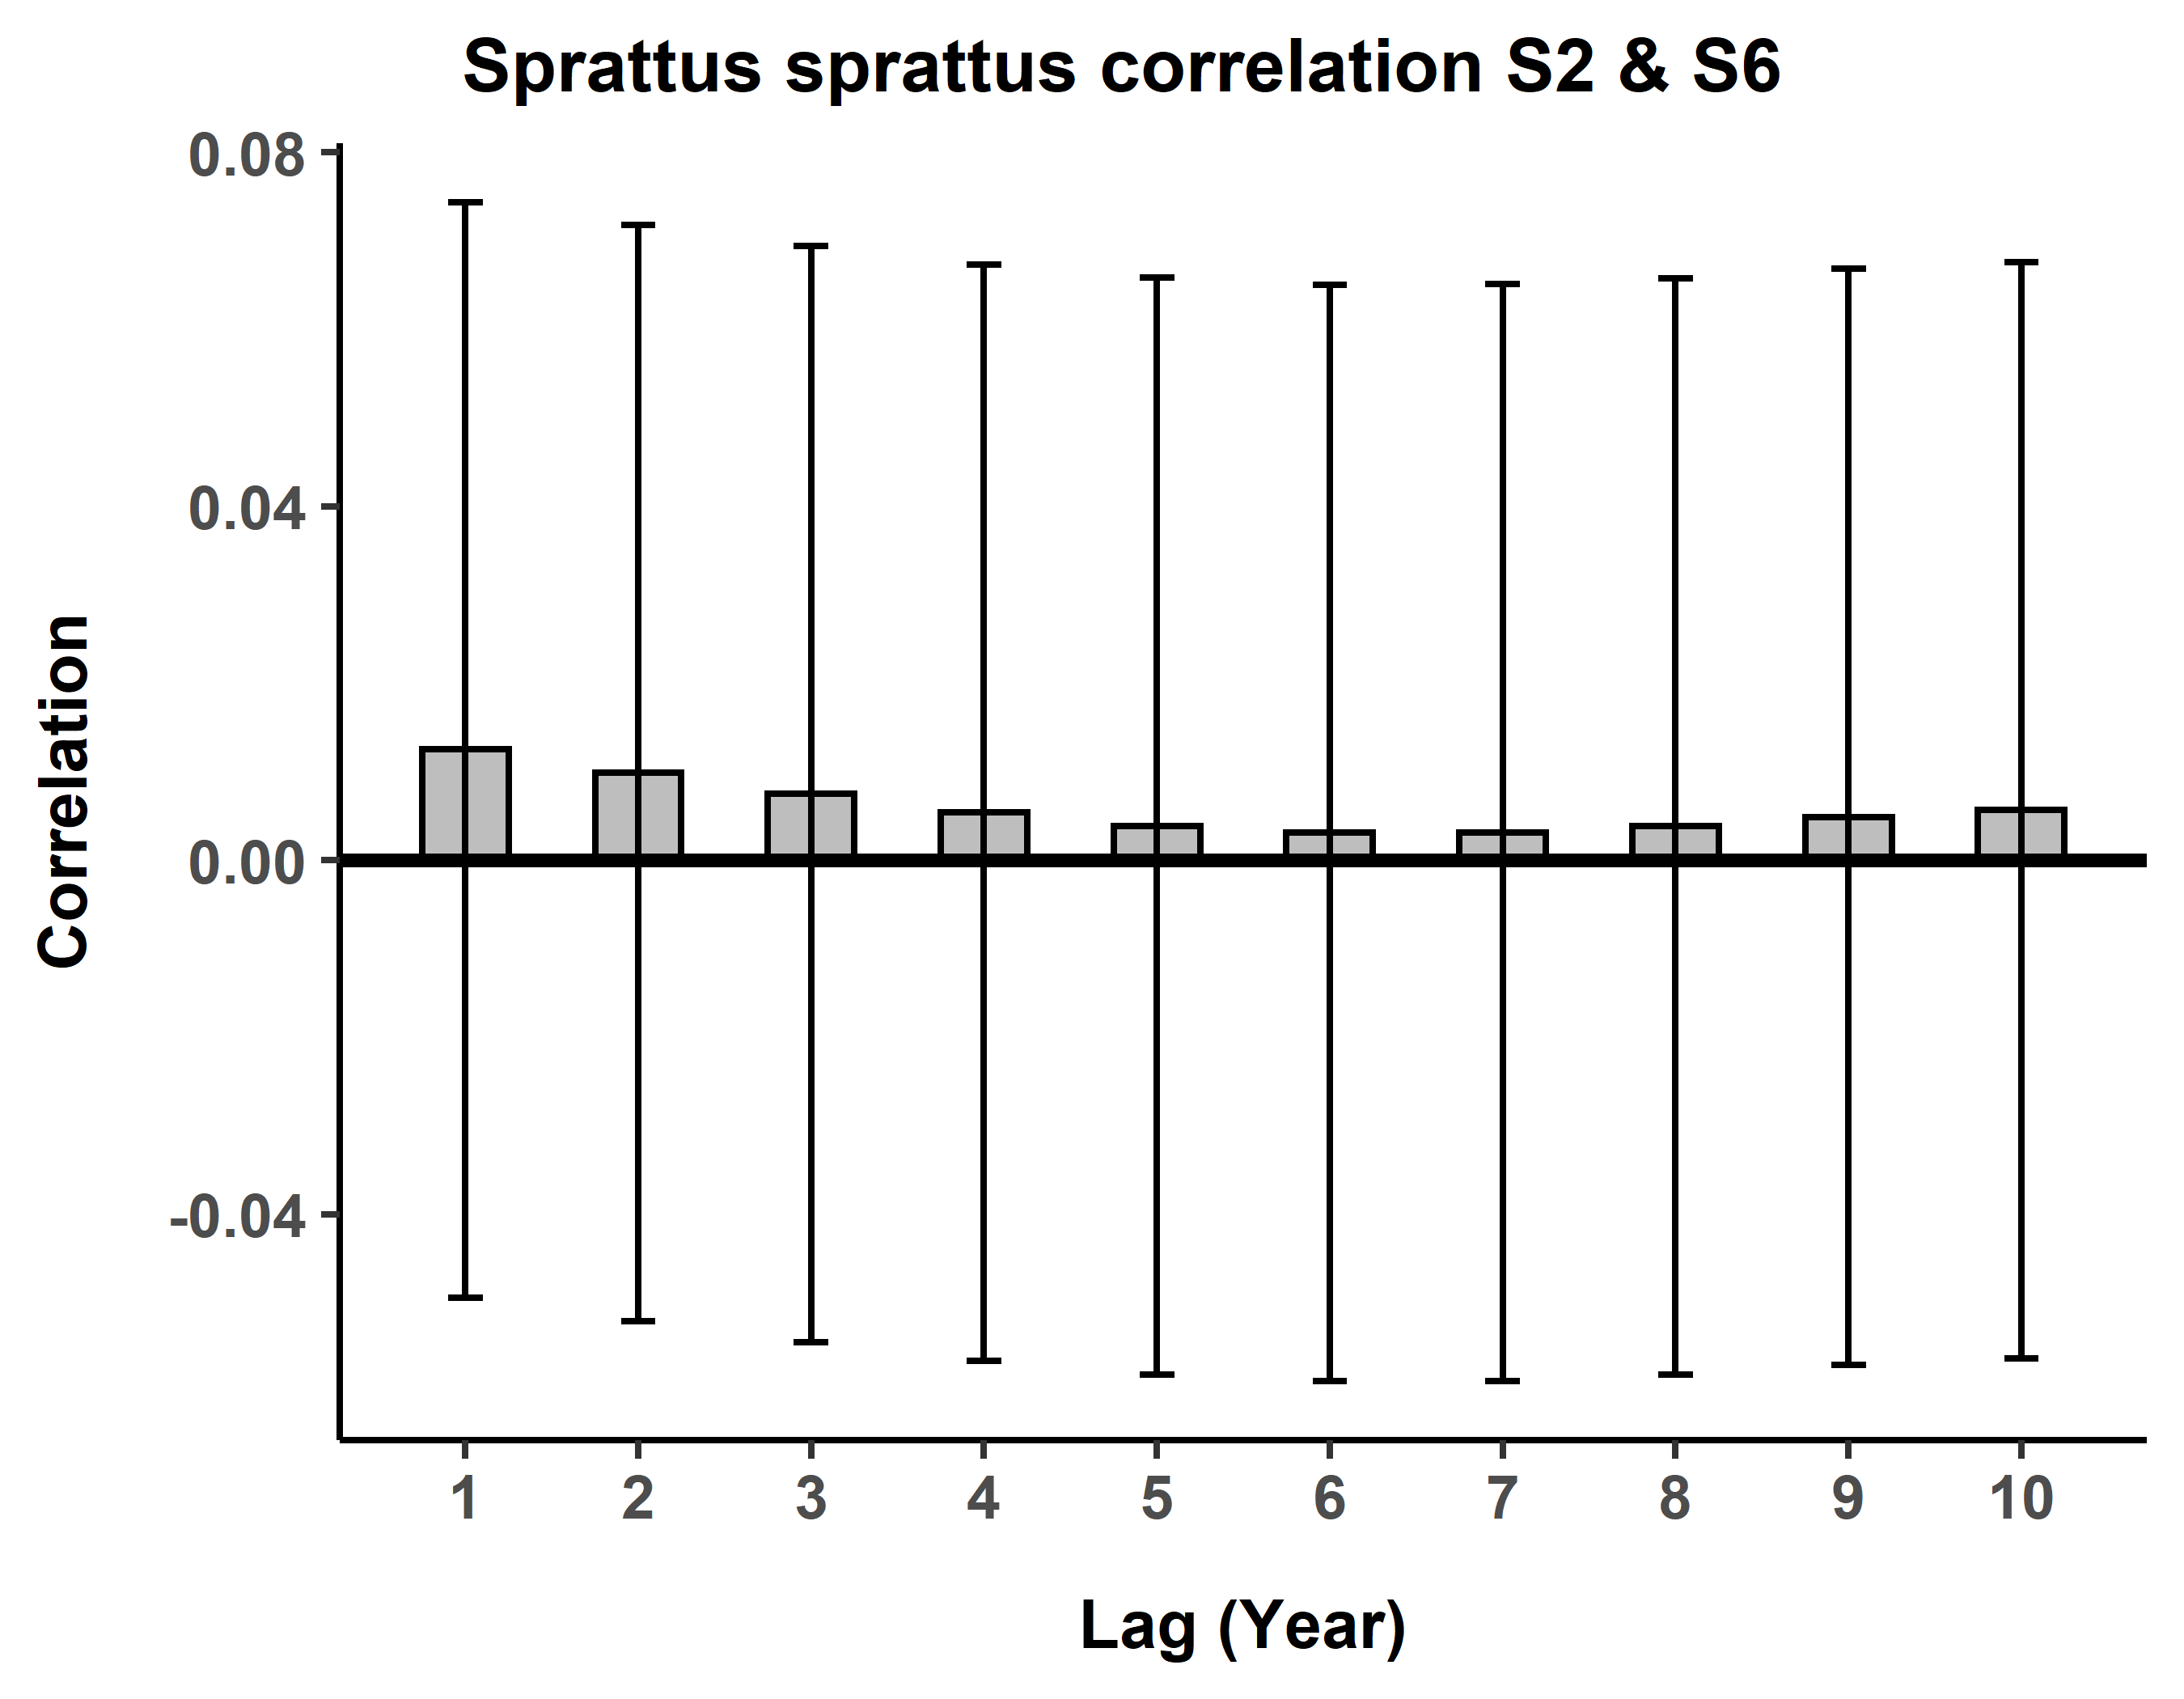 Sprattus sprattus correlation S2 & S6
0.08
0.04
0.00
-0.04
Correlation
1 2 3 4 5 6 7 8 9 10
Lag (Year)